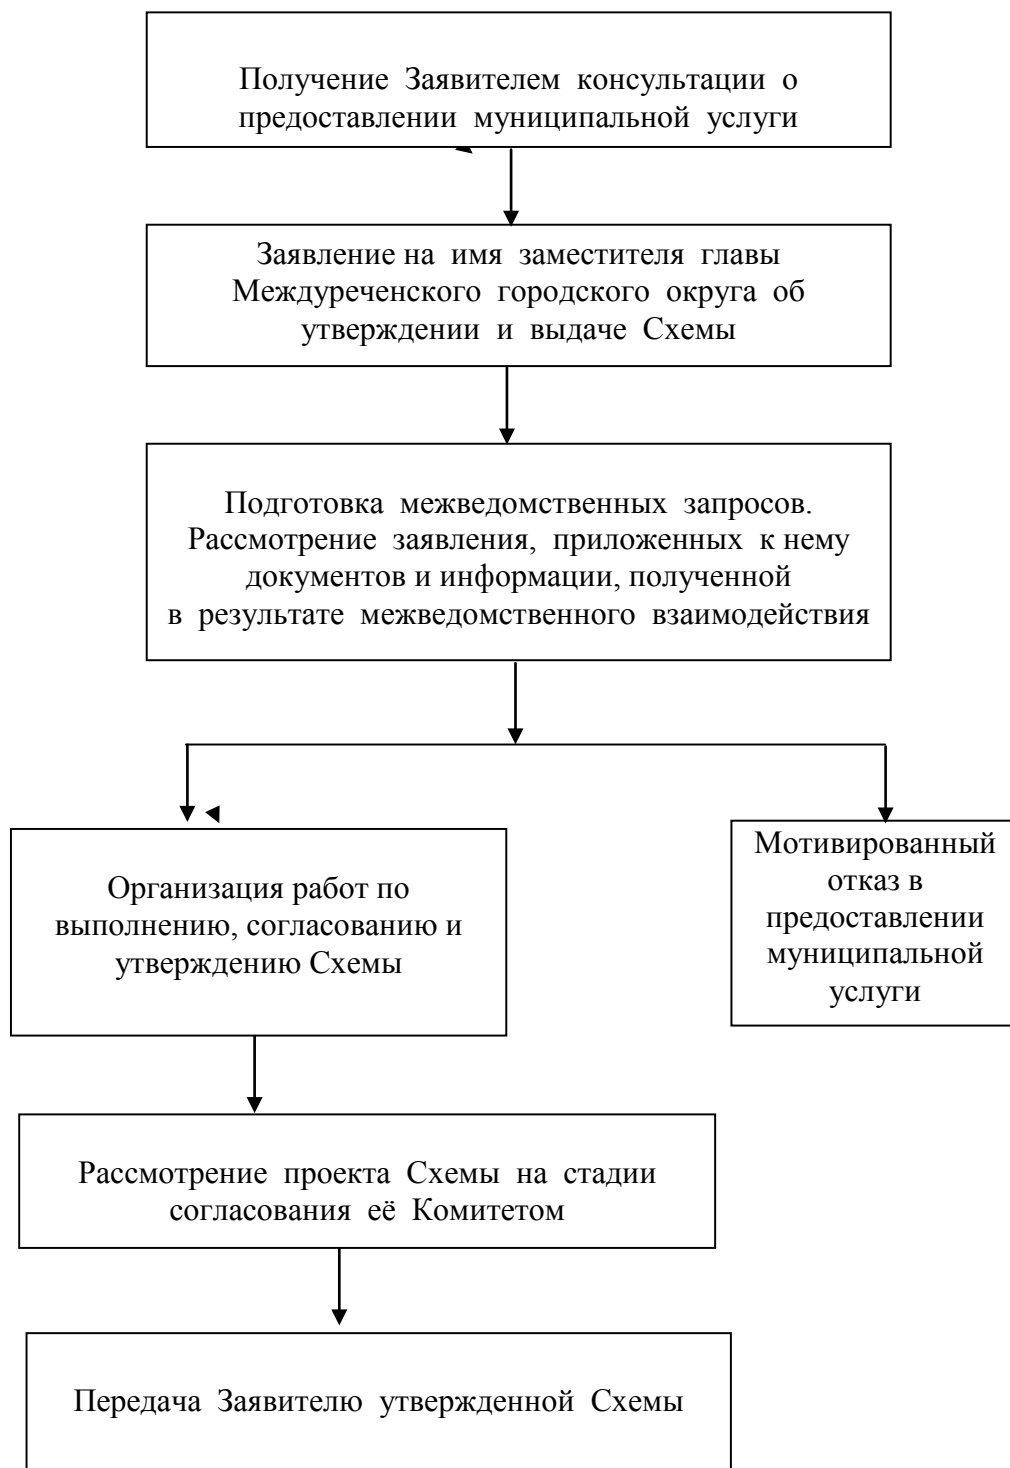 Получение Заявителем консультации о
предоставлении муниципальной услуги
Заявление на имя заместителя главы
Междуреченского городского округа об
утверждении и выдаче Схемы
Подготовка межведомственных запросов.
Рассмотрение заявления, приложенных к нему
документов и информации, полученной
в результате межведомственного взаимодействия
Организация работ по
выполнению, согласованию и
утверждению Схемы
Мотивированный
отказ в
предоставлении
муниципальной
услуги
Рассмотрение проекта Схемы на стадии
согласования её Комитетом
Передача Заявителю утвержденной Схемы